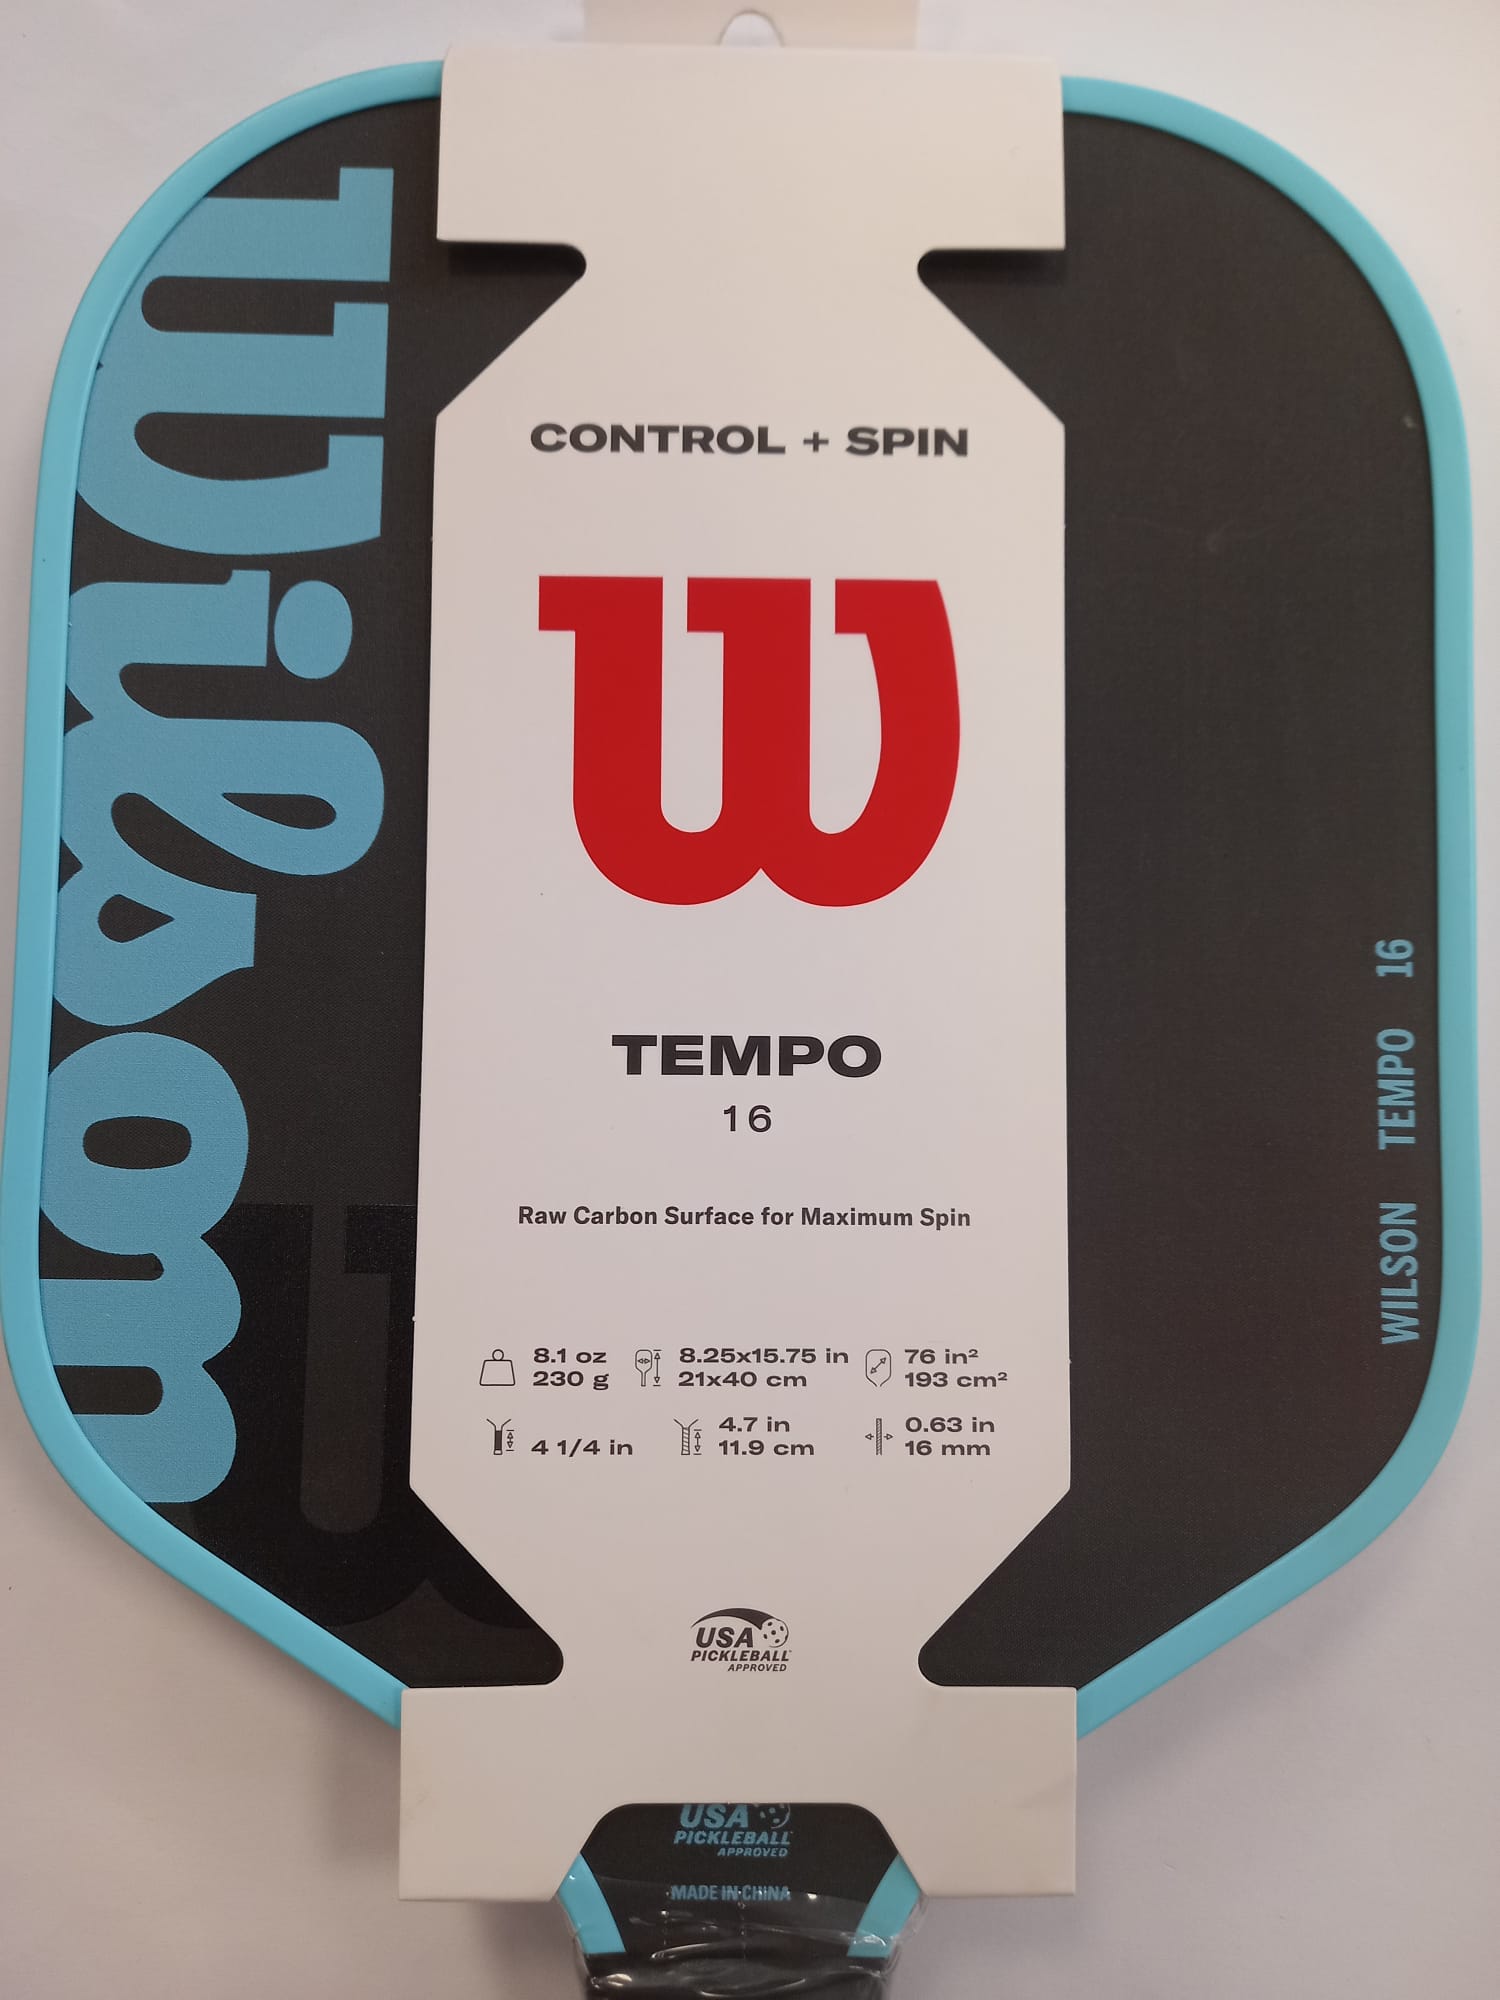 wilson
CONTROL + SPIN
W
TEMPO
16
Raw Carbon Surface for Maximum Spin
8.1 oz
230 g
8.25x15.75 in
21x40 cm
76 in²
193 cm²
4 1/4 in
4.7 in
11.9 cm
0.63 in
16 mm
USA
PICKLEBALL™
APPROVED
WILSON TEMPO 16
USA
PICKLEBALL™
APPROVED
MADE IN CHINA